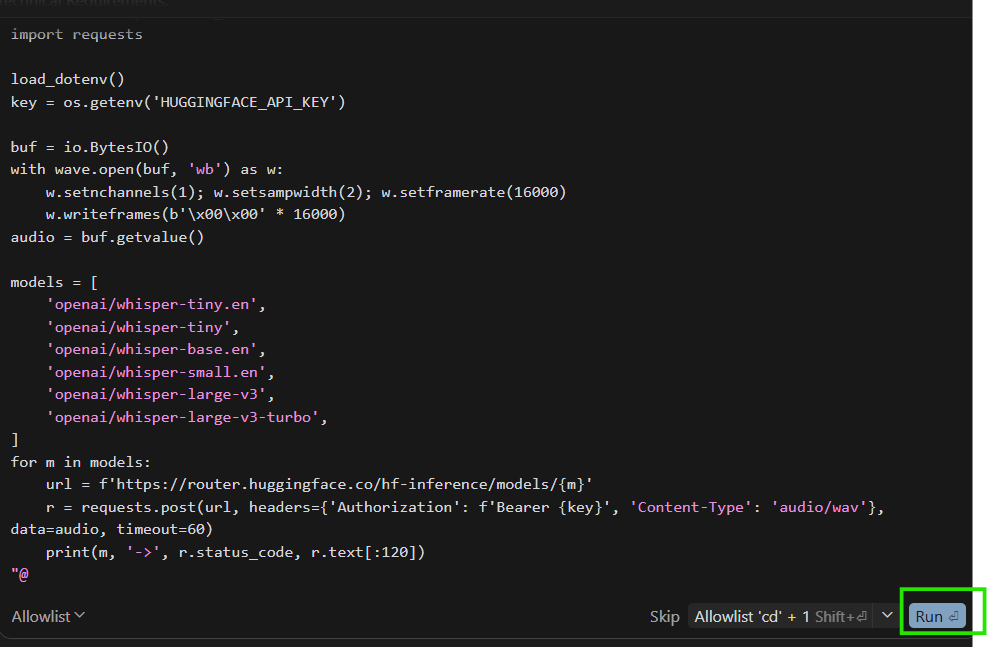 Technical Requirements
import requests
load_dotenv()
key = os.getenv('HUGGINGFACE_API_KEY')
buf = io.BytesIO()
with wave.open(buf, 'wb') as w:
    w.setnchannels(1); w.setsampwidth(2); w.setframerate(16000)
    w.writeframes(b'\x00\x00' * 16000)
audio = buf.getvalue()
models = [
    'openai/whisper-tiny.en',
    'openai/whisper-tiny',
    'openai/whisper-base.en',
    'openai/whisper-small.en',
    'openai/whisper-large-v3',
    'openai/whisper-large-v3-turbo',
]
for m in models:
    url = f'https://router.huggingface.co/hf-inference/models/{m}'
    r = requests.post(url, headers={'Authorization': f'Bearer {key}', 'Content-Type': 'audio/wav'},
data=audio, timeout=60)
    print(m, '->', r.status_code, r.text[:120])
"@
Allowlist Skip Allowlist 'cd' + 1 Shift+⏎ Run ⏎